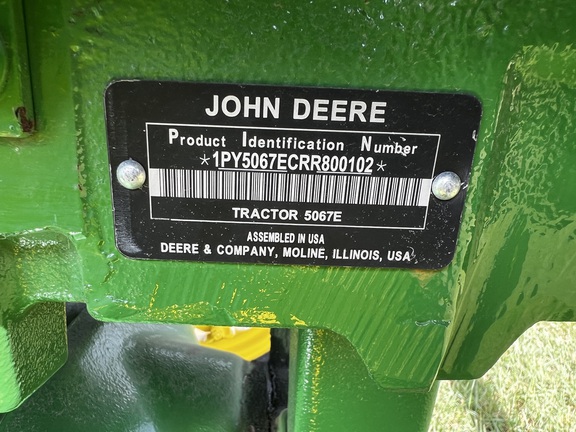 JOHN DEERE
Product Identification Number
*1PY5067ECRR800102*
TRACTOR 5067E
ASSEMBLED IN USA
DEERE & COMPANY, MOLINE, ILLINOIS, USA